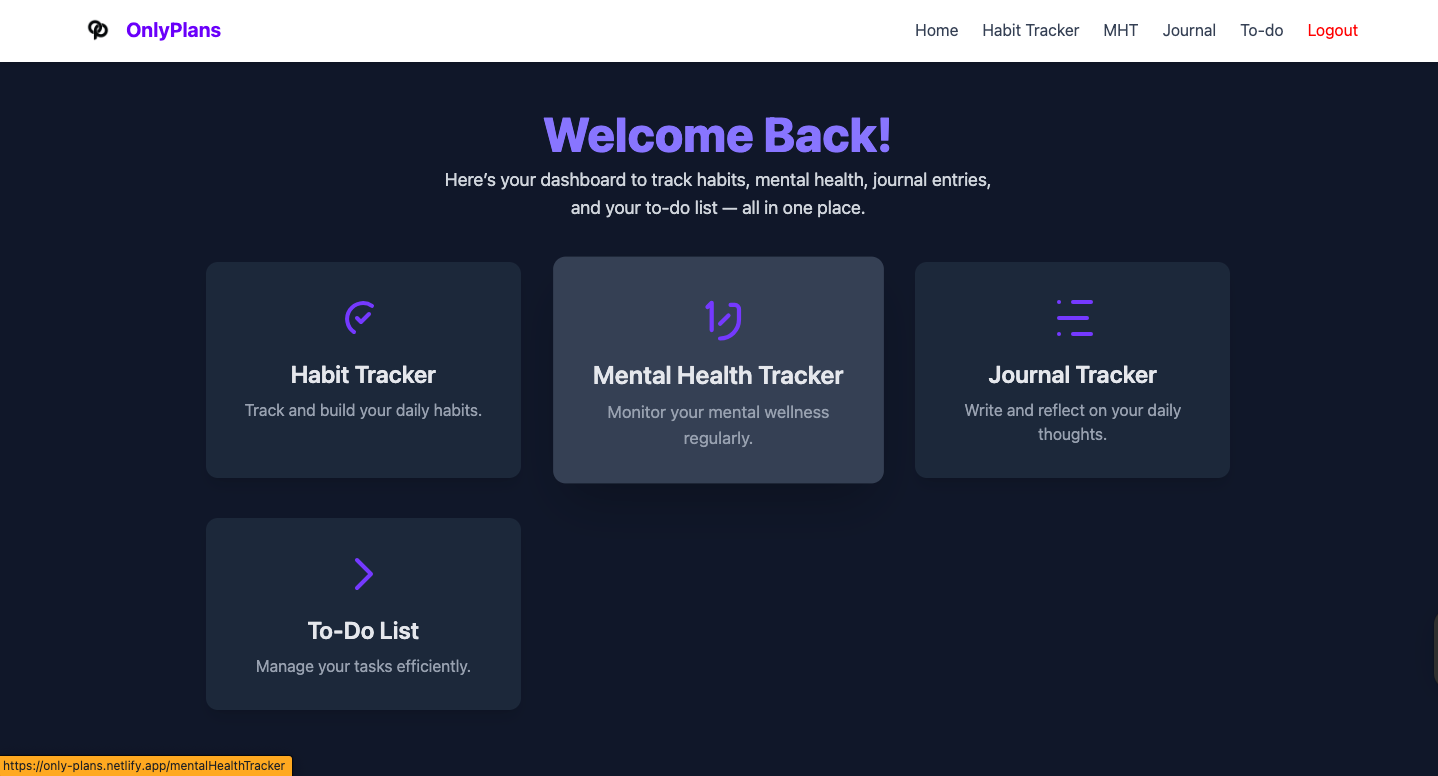 OnlyPlans
Home Habit Tracker MHT Journal To-do Logout
Welcome Back!
Here’s your dashboard to track habits, mental health, journal entries,
and your to-do list — all in one place.
Habit Tracker
Track and build your daily habits.
Mental Health Tracker
Monitor your mental wellness
regularly.
Journal Tracker
Write and reflect on your daily
thoughts.
To-Do List
Manage your tasks efficiently.
https://only-plans.netlify.app/mentalHealthTracker